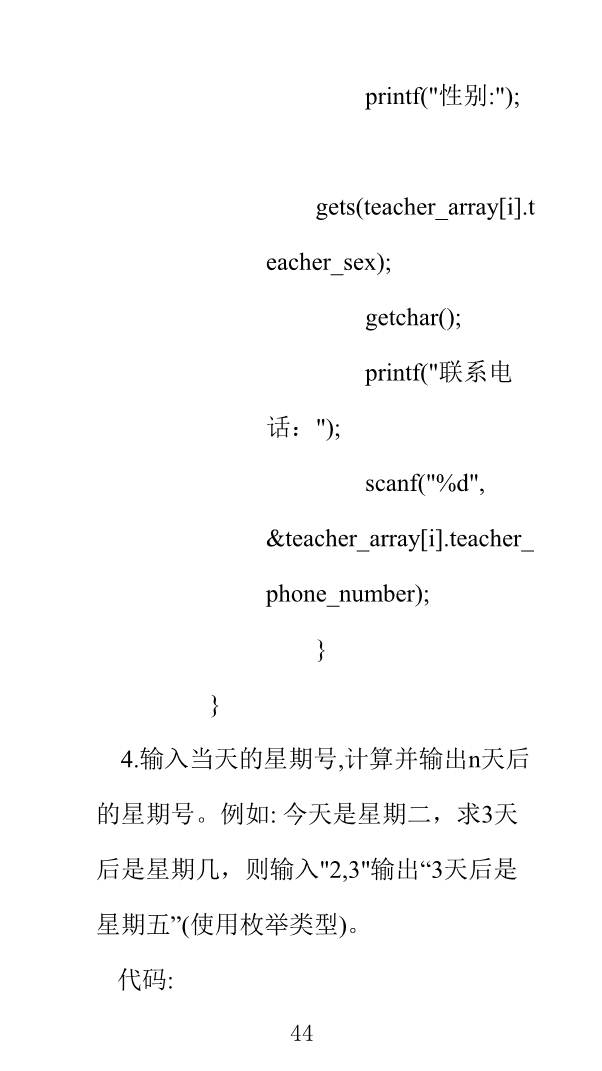 printf("性别:");
gets(teacher_array[i].t
eacher_sex);
getchar();
printf("联系电
话：");
scanf("%d",
&teacher_array[i].teacher_
phone_number);
}
}
4.输入当天的星期号,计算并输出n天后
的星期号。例如: 今天是星期二，求3天
后是星期几，则输入"2,3"输出“3天后是
星期五”(使用枚举类型)。
代码:
44